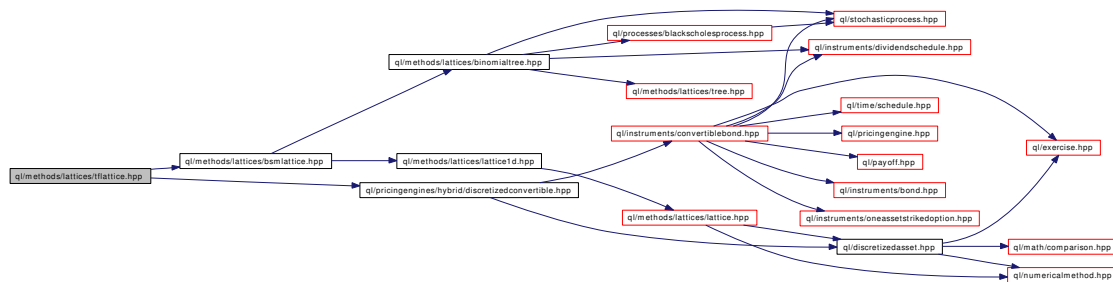 ql/stochasticprocess.hpp
ql/processes/blackscholesprocess.hpp
ql/instruments/dividendschedule.hpp
ql/methods/lattices/binomialtree.hpp
ql/methods/lattices/tree.hpp
ql/time/schedule.hpp
ql/instruments/convertiblebond.hpp
ql/pricingengine.hpp
ql/exercise.hpp
ql/methods/lattices/bsmlattice.hpp
ql/methods/lattices/lattice1d.hpp
ql/payoff.hpp
ql/methods/lattices/tflattice.hpp
ql/pricingengines/hybrid/discretizedconvertible.hpp
ql/instruments/bond.hpp
ql/methods/lattices/lattice.hpp
ql/instruments/oneassetstrikedoption.hpp
ql/discretizedasset.hpp
ql/math/comparison.hpp
ql/numericalmethod.hpp